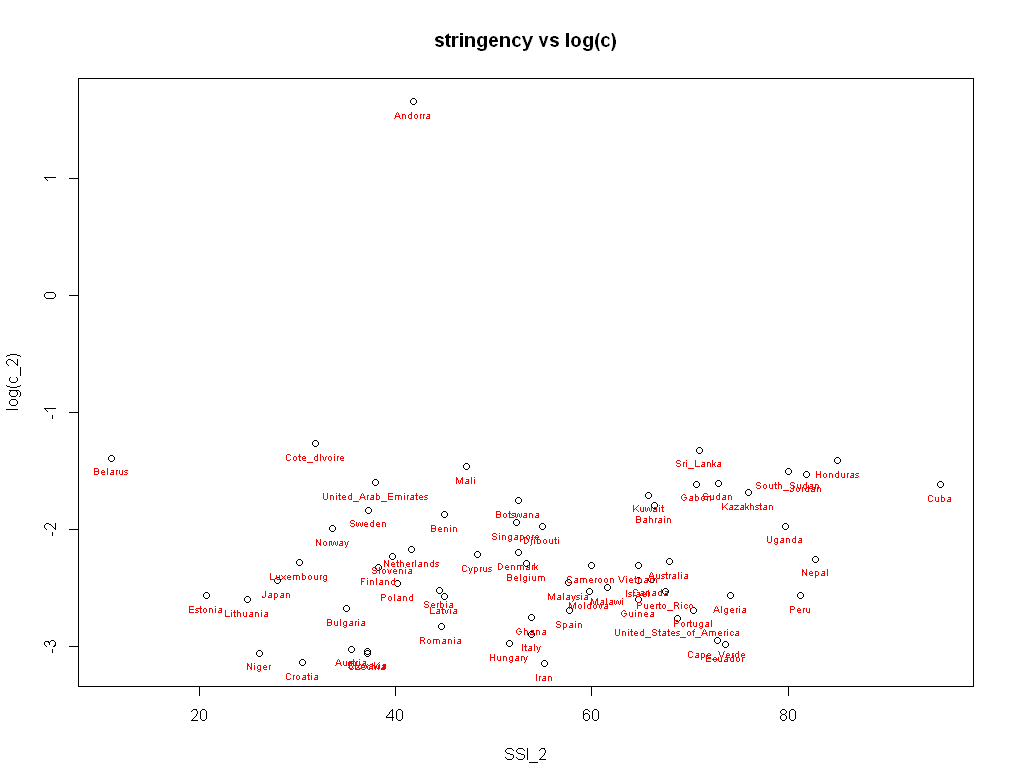 stringency vs log(c)
Andorra
1
0
log(c_2)
-1
Cote_dIvoire
Sri_Lanka
Belarus
Mali
Honduras
South_Sudan
Jordan
United_Arab_Emirates
Gabon
Sudan
Cuba
Kazakhstan
Kuwait
Botswana
Bahrain
Sweden
Benin
-2
Singapore
Djibouti
Uganda
Norway
Netherlands
Denmark
Cyprus
Slovenia
Nepal
Luxembourg
Belgium
Cameroon
Vietnam
Australia
Finland
Japan
Poland
Malaysia
Israel
Canada
Malawi
Serbia
Moldova
Puerto_Rico
Estonia
Lithuania
Latvia
Guinea
Algeria
Peru
Bulgaria
Spain
Portugal
Ghana
United_States_of_America
Romania
Italy
-3
Hungary
Cape_Verde
Ecuador
Niger
Austria
Czechia
Croatia
Iran
20
40
60
80
SSI_2